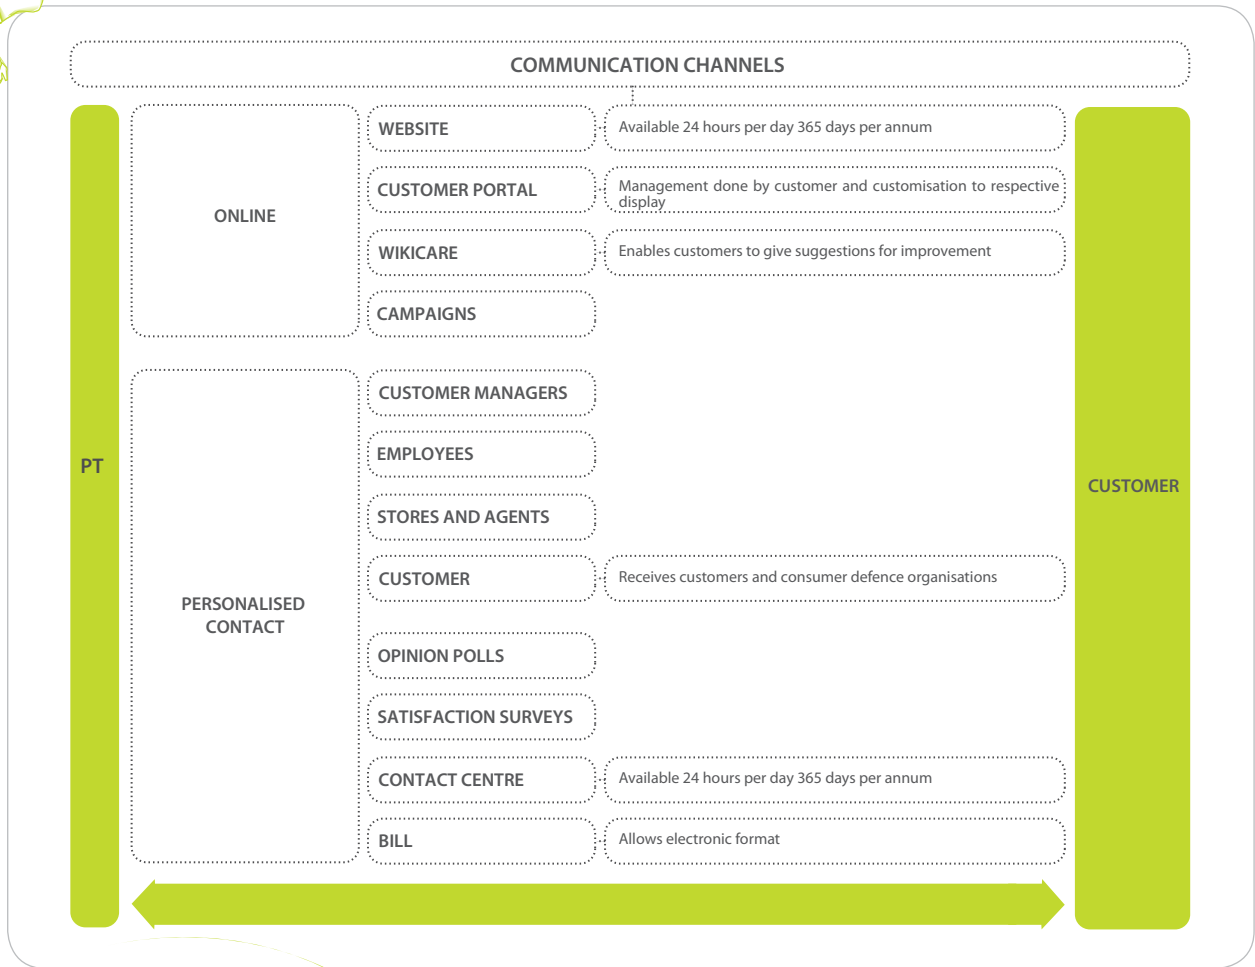 COMMUNICATION CHANNELS
PT
ONLINE
WEBSITE
Available 24 hours per day 365 days per annum
CUSTOMER PORTAL
Management done by customer and customisation to respective
display
WIKICARE
Enables customers to give suggestions for improvement
CAMPAIGNS
PERSONALISED
CONTACT
CUSTOMER MANAGERS
EMPLOYEES
STORES AND AGENTS
CUSTOMER
Receives customers and consumer defence organisations
OPINION POLLS
SATISFACTION SURVEYS
CONTACT CENTRE
Available 24 hours per day 365 days per annum
BILL
Allows electronic format
CUSTOMER